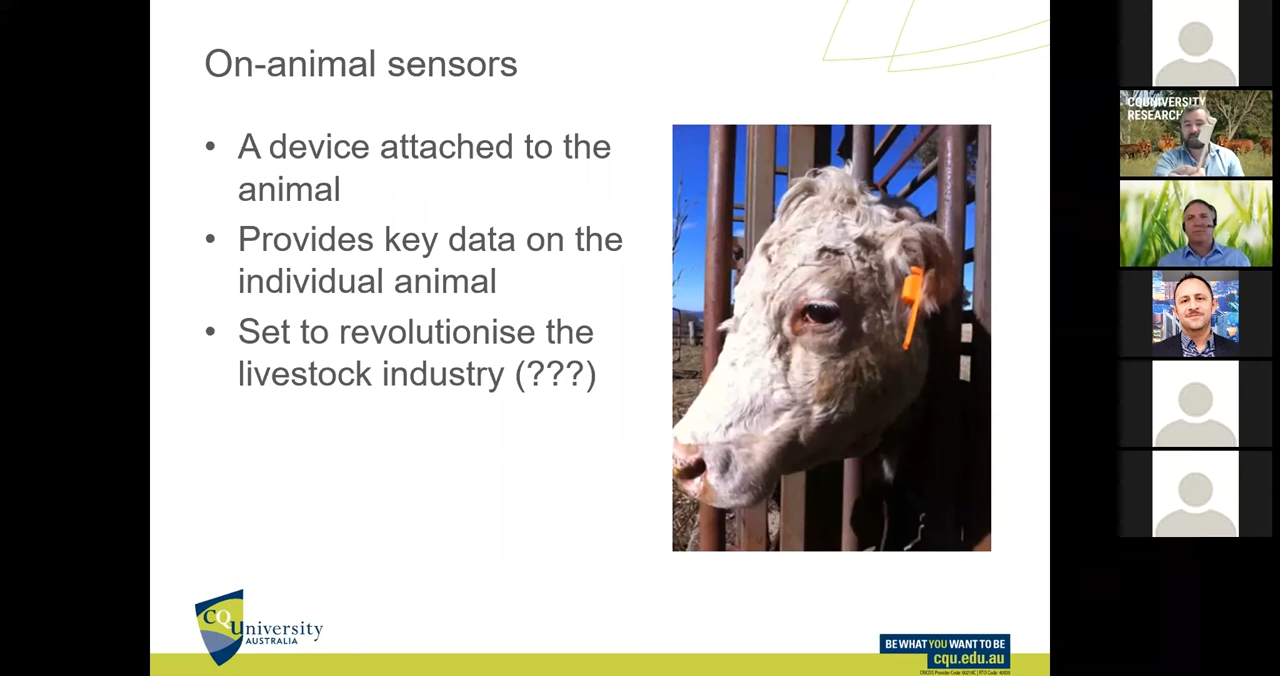 On-animal sensors
• A device attached to the
animal
• Provides key data on the
individual animal
• Set to revolutionise the
livestock industry (???)
CQUniversity
AUSTRALIA
BE WHAT YOU WANT TO BE
cqu.edu.au
CQUNIVERSITY
RESEARCH